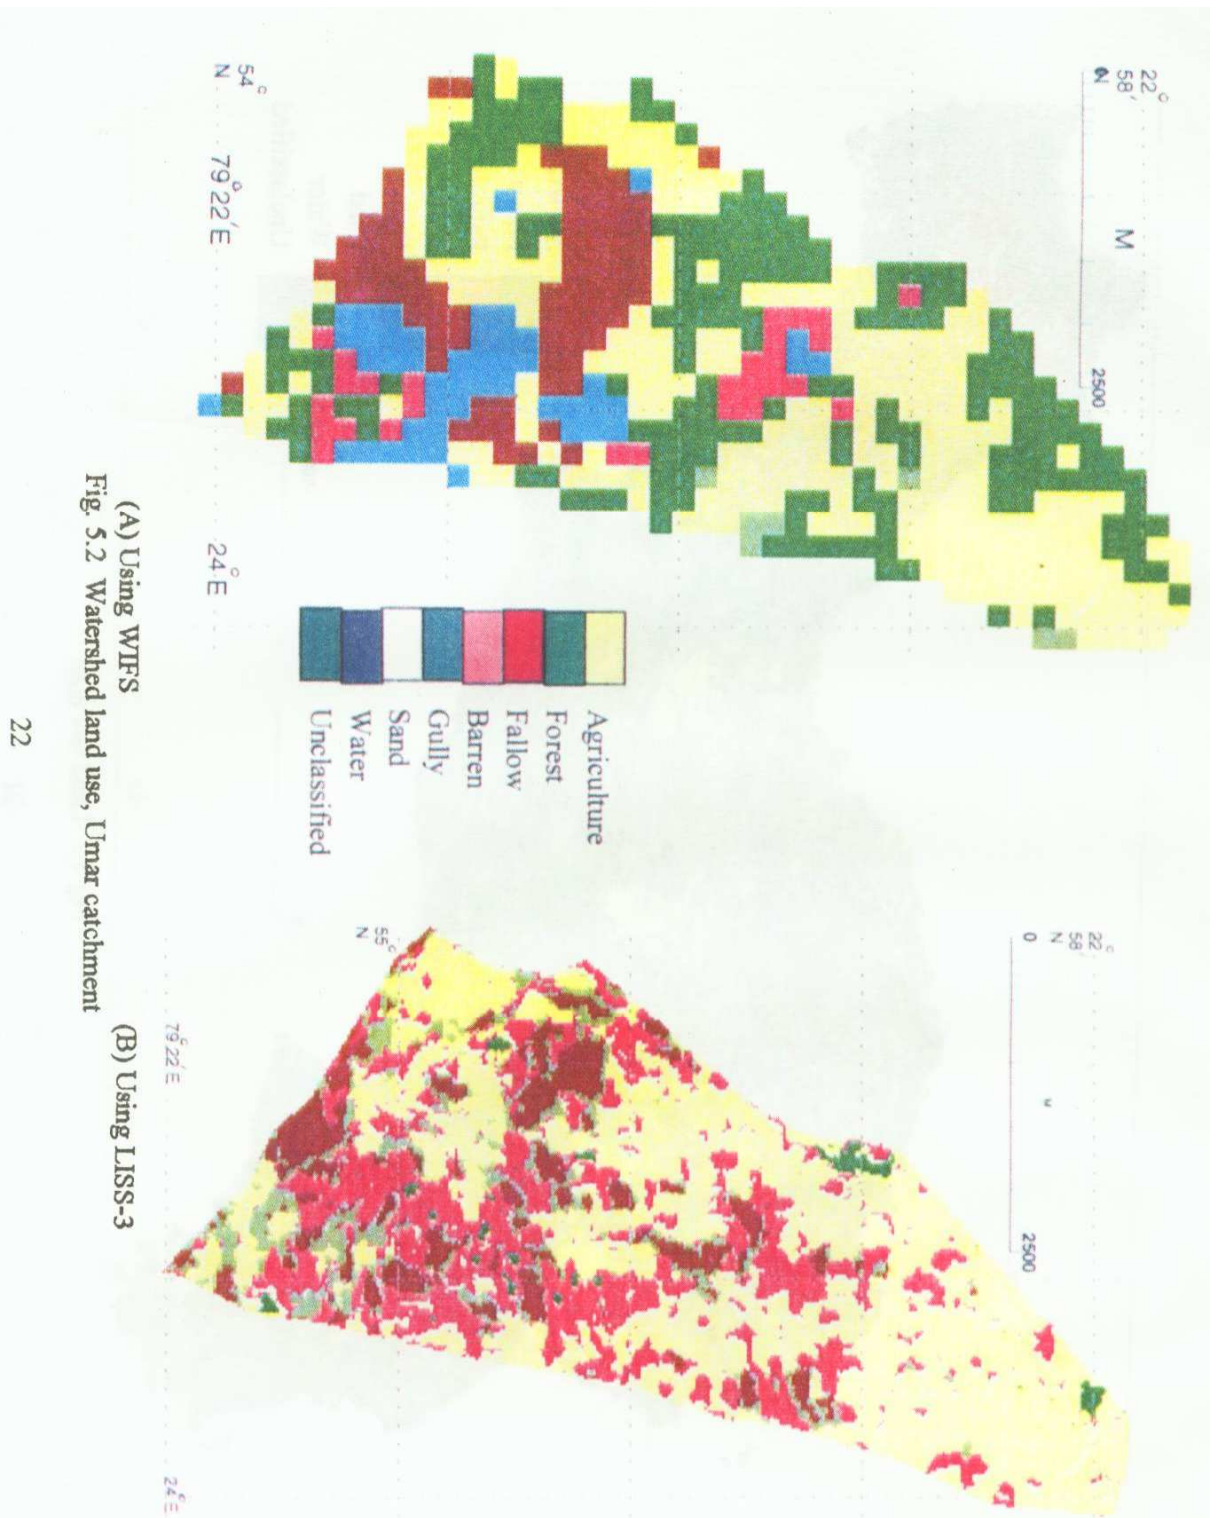 22°
58'
N
0
M
2500
54°
N
79°22'E
24°E
Agriculture
Forest
Fallow
Barren
Gully
Sand
Water
Unclassified
22°
58'
N
0
M
2500
55°
N
79°22'E
24°E
(A) Using WIFS
(B) Using LISS-3
Fig. 5.2 Watershed land use, Umar catchment
22